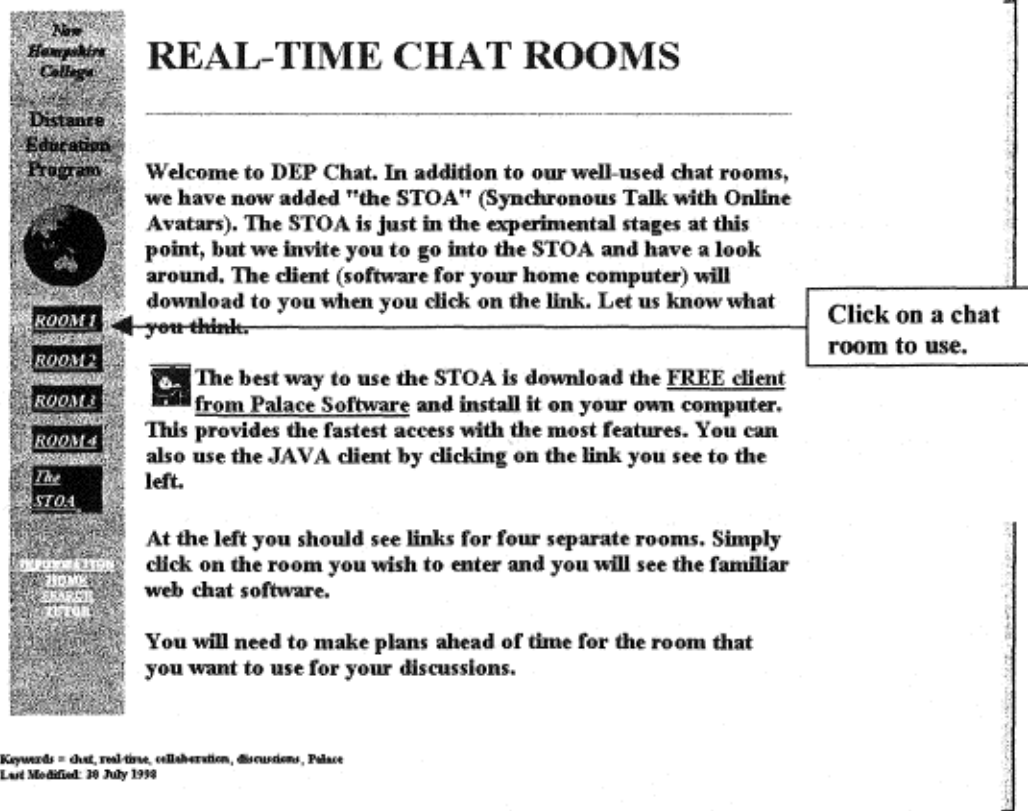 New
Hampshire
College
Distance
Education
Program
ROOM 1
ROOM 2
ROOM 3
ROOM 4
The
STOA
INFORMATION
HOME
SEARCH
TUTOR
REAL-TIME CHAT ROOMS
Welcome to DEP Chat. In addition to our well-used chat rooms,
we have now added "the STOA" (Synchronous Talk with Online
Avatars). The STOA is just in the experimental stages at this
point, but we invite you to go into the STOA and have a look
around. The client (software for your home computer) will
download to you when you click on the link. Let us know what
you think.
The best way to use the STOA is download the FREE client
from Palace Software and install it on your own computer.
This provides the fastest access with the most features. You can
also use the JAVA client by clicking on the link you see to the
left.
At the left you should see links for four separate rooms. Simply
click on the room you wish to enter and you will see the familiar
web chat software.
You will need to make plans ahead of time for the room that
you want to use for your discussions.
Click on a chat
room to use.
Keywords = chat, real-time, collaboration, discussions, Palace
Last Modified: 30 July 1998